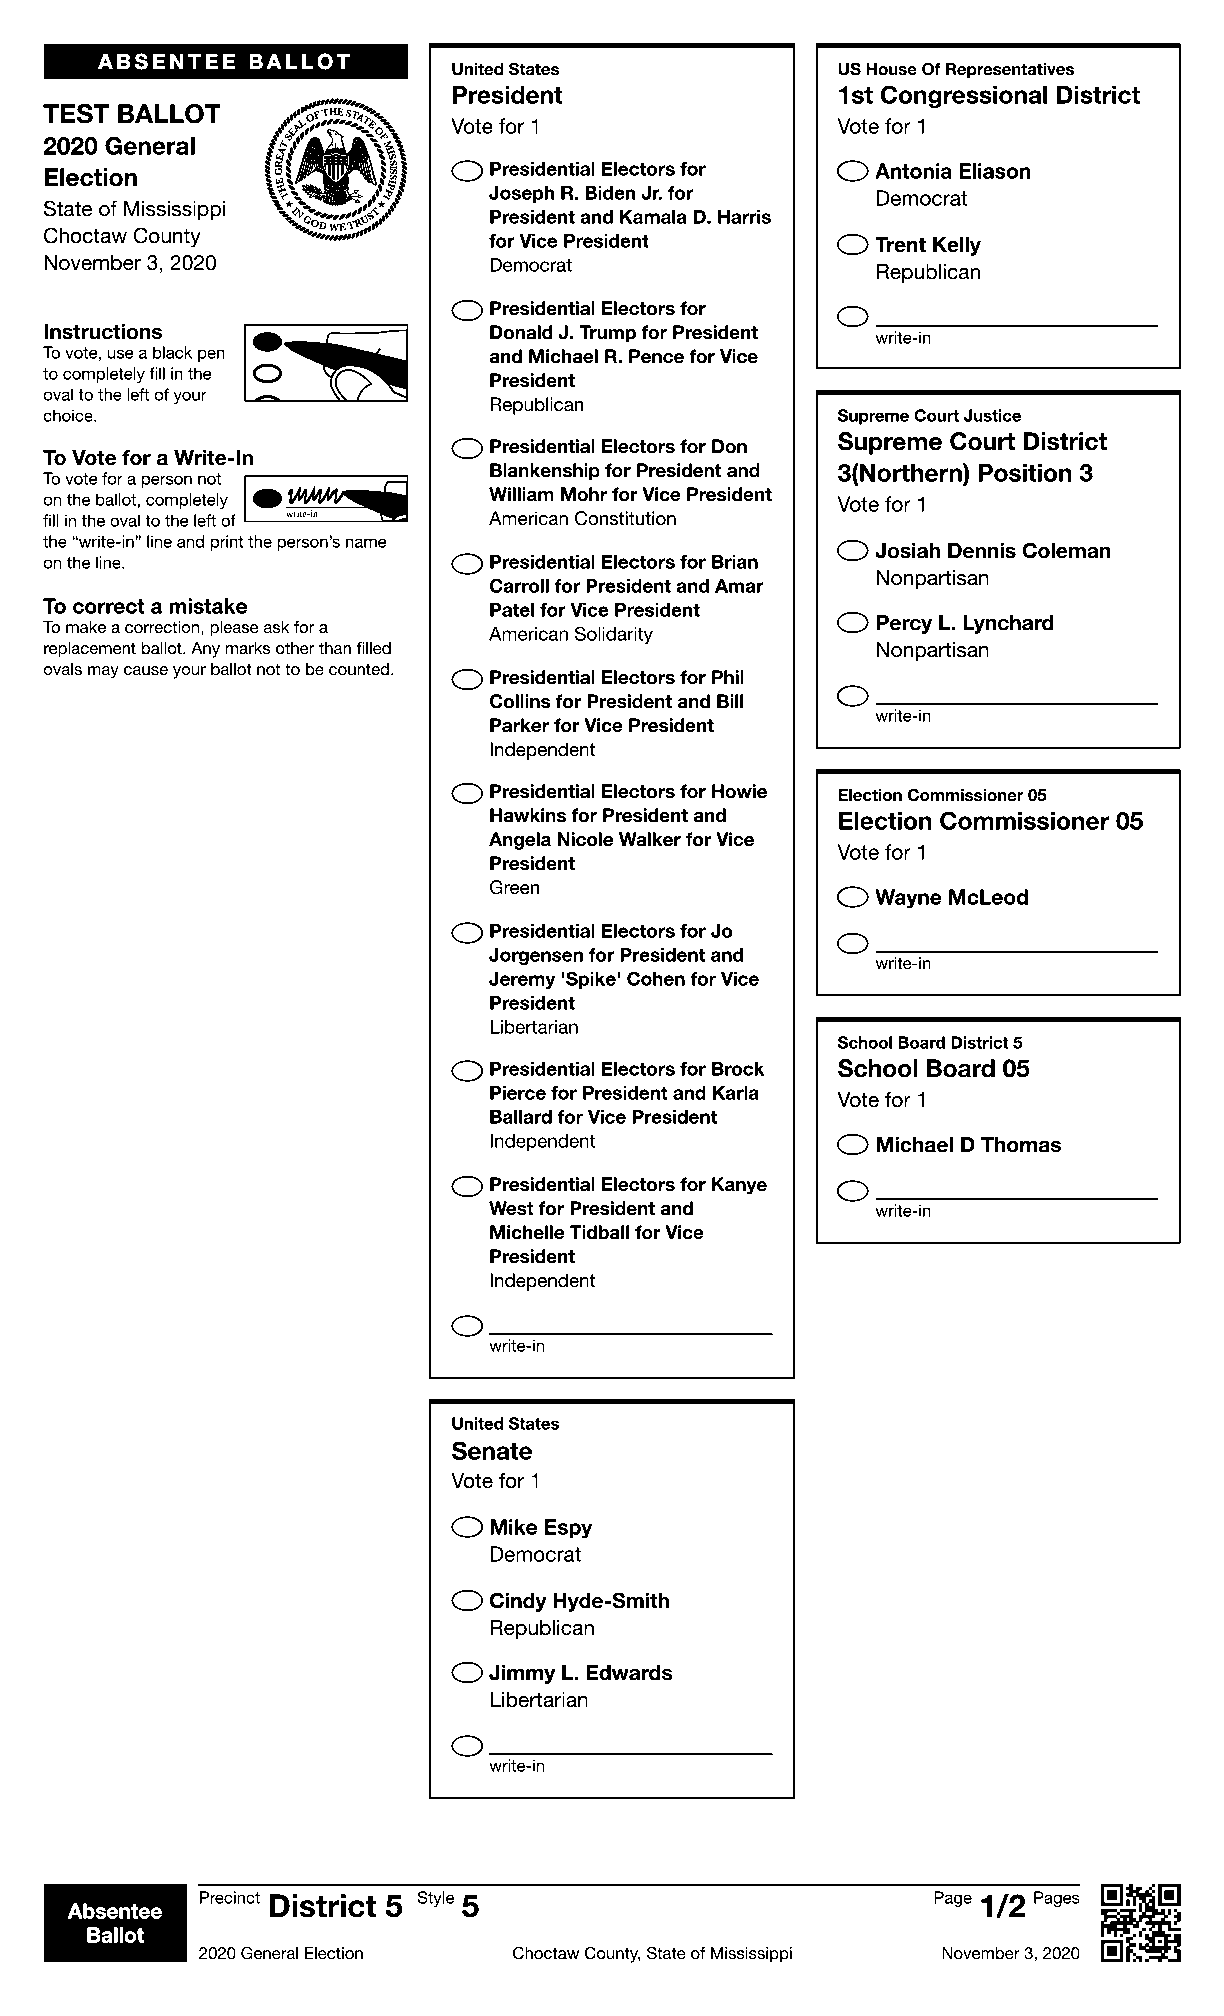 ABSENTEE BALLOT
TEST BALLOT
2020 General
Election
State of Mississippi
Choctaw County
November 3, 2020
THE GREAT SEAL OF THE STATE OF MISSISSIPPI
★ IN GOD WE TRUST ★
Instructions
To vote, use a black pen
to completely fill in the
oval to the left of your
choice.
To Vote for a Write-In
To vote for a person not
on the ballot, completely
fill in the oval to the left of
the “write-in” line and print the person’s name
on the line.
write-in
To correct a mistake
To make a correction, please ask for a
replacement ballot. Any marks other than filled
ovals may cause your ballot not to be counted.
United States
President
Vote for 1
Presidential Electors for
Joseph R. Biden Jr. for
President and Kamala D. Harris
for Vice President
Democrat
Presidential Electors for
Donald J. Trump for President
and Michael R. Pence for Vice
President
Republican
Presidential Electors for Don
Blankenship for President and
William Mohr for Vice President
American Constitution
Presidential Electors for Brian
Carroll for President and Amar
Patel for Vice President
American Solidarity
Presidential Electors for Phil
Collins for President and Bill
Parker for Vice President
Independent
Presidential Electors for Howie
Hawkins for President and
Angela Nicole Walker for Vice
President
Green
Presidential Electors for Jo
Jorgensen for President and
Jeremy 'Spike' Cohen for Vice
President
Libertarian
Presidential Electors for Brock
Pierce for President and Karla
Ballard for Vice President
Independent
Presidential Electors for Kanye
West for President and
Michelle Tidball for Vice
President
Independent
write-in
United States
Senate
Vote for 1
Mike Espy
Democrat
Cindy Hyde-Smith
Republican
Jimmy L. Edwards
Libertarian
write-in
US House Of Representatives
1st Congressional District
Vote for 1
Antonia Eliason
Democrat
Trent Kelly
Republican
write-in
Supreme Court Justice
Supreme Court District
3(Northern) Position 3
Vote for 1
Josiah Dennis Coleman
Nonpartisan
Percy L. Lynchard
Nonpartisan
write-in
Election Commissioner 05
Election Commissioner 05
Vote for 1
Wayne McLeod
write-in
School Board District 5
School Board 05
Vote for 1
Michael D Thomas
write-in
Absentee
Ballot
Precinct District 5 Style 5 Page 1/2 Pages
2020 General Election Choctaw County, State of Mississippi November 3, 2020